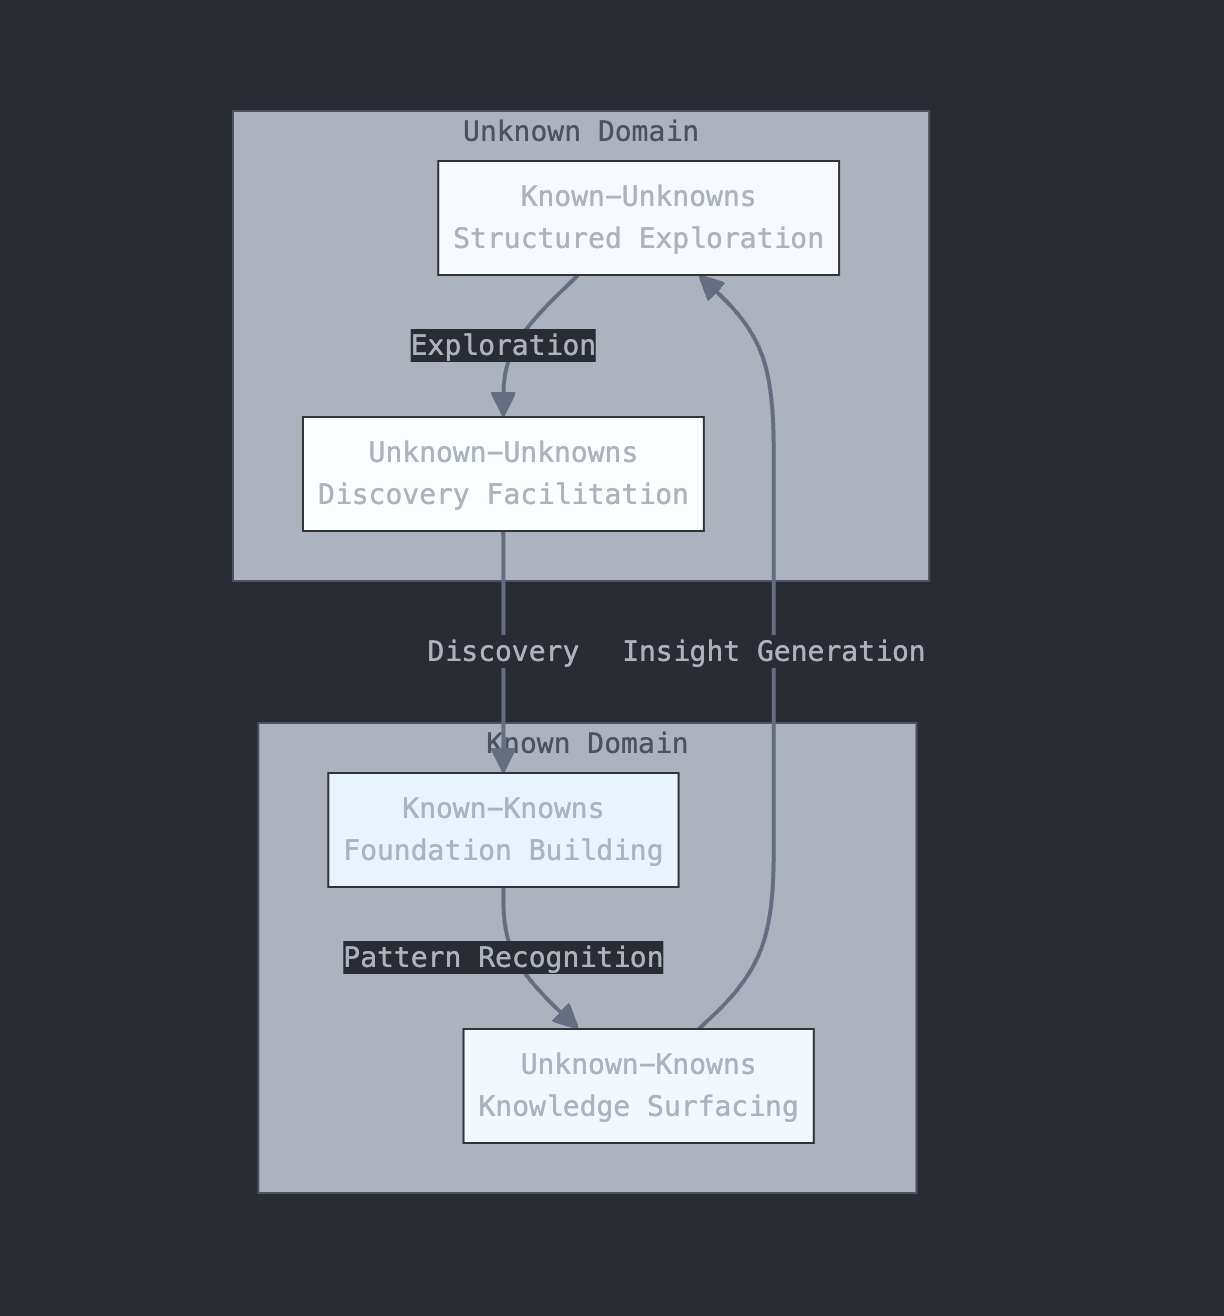 Unknown Domain
Known-Unknowns
Structured Exploration
Exploration
Unknown-Unknowns
Discovery Facilitation
Discovery
Insight Generation
Known Domain
Known-Knowns
Foundation Building
Pattern Recognition
Unknown-Knowns
Knowledge Surfacing